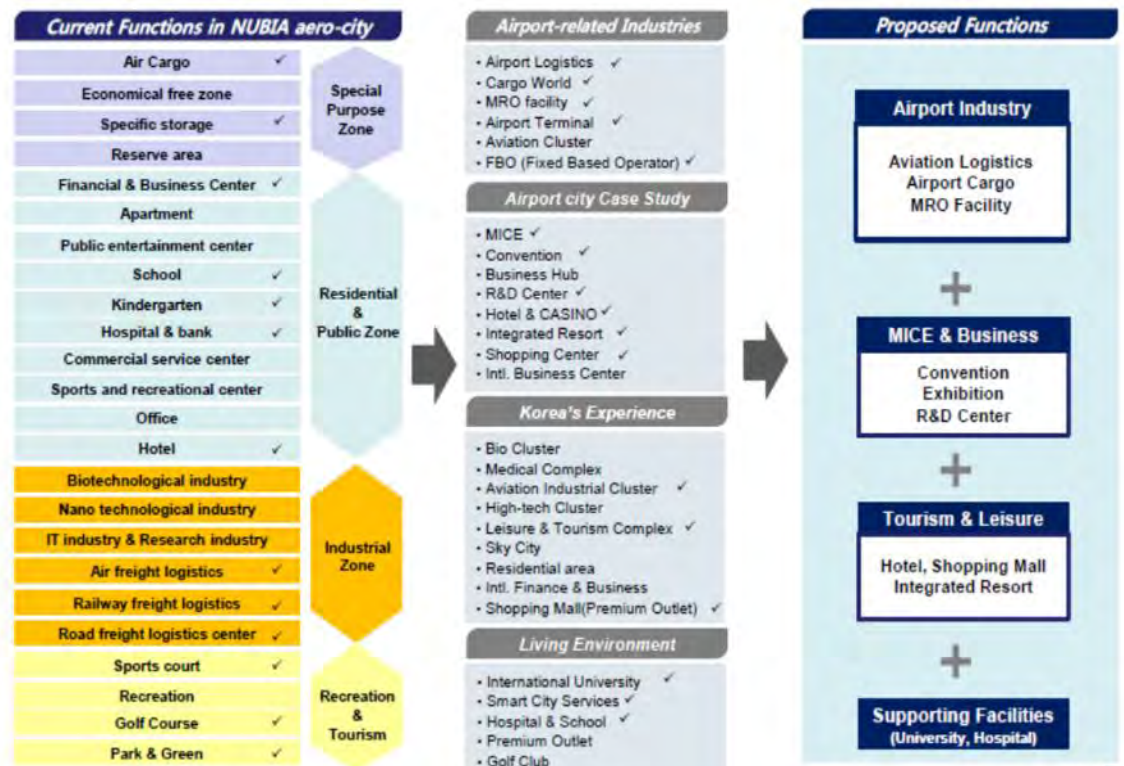 Current Functions in NUBIA aero-city
Air Cargo ✓
Economical free zone
Specific storage ✓
Reserve area
Special
Purpose
Zone
Financial & Business Center ✓
Apartment
Public entertainment center
School ✓
Kindergarten ✓
Hospital & bank ✓
Commercial service center
Sports and recreational center
Office
Hotel ✓
Residential
&
Public Zone
Biotechnological industry
Nano technological industry
IT industry & Research industry
Air freight logistics ✓
Railway freight logistics ✓
Road freight logistics center ✓
Industrial
Zone
Sports court ✓
Recreation
Golf Course ✓
Park & Green ✓
Recreation
&
Tourism
Airport-related Industries
• Airport Logistics ✓
• Cargo World ✓
• MRO facility ✓
• Airport Terminal ✓
• Aviation Cluster
• FBO (Fixed Based Operator) ✓
Airport city Case Study
• MICE ✓
• Convention ✓
• Business Hub
• R&D Center ✓
• Hotel & CASINO ✓
• Integrated Resort ✓
• Shopping Center ✓
• Intl. Business Center
Korea's Experience
• Bio Cluster
• Medical Complex
• Aviation Industrial Cluster ✓
• High-tech Cluster
• Leisure & Tourism Complex ✓
• Sky City
• Residential area
• Intl. Finance & Business
• Shopping Mall(Premium Outlet) ✓
Living Environment
• International University ✓
• Smart City Services ✓
• Hospital & School ✓
• Premium Outlet
• Golf Club
Proposed Functions
Airport Industry
Aviation Logistics
Airport Cargo
MRO Facility
+
MICE & Business
Convention
Exhibition
R&D Center
+
Tourism & Leisure
Hotel, Shopping Mall
Integrated Resort
+
Supporting Facilities
(University, Hospital)